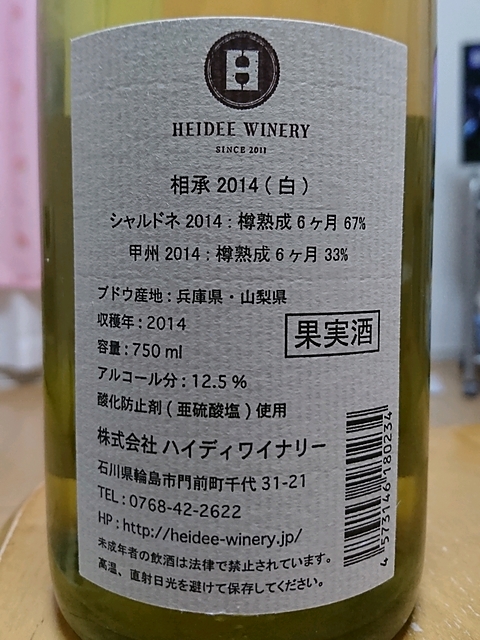 H
HEIDEE WINERY
SINCE 2011
相承 2014 ( 白 )
シャルドネ 2014 : 樽熟成 6 ヶ月 67%
甲州 2014 : 樽熟成 6 ヶ月 33%
ブドウ産地 : 兵庫県・山梨県
収穫年 : 2014
容量 : 750 ml
果実酒
アルコール分 : 12.5 %
酸化防止剤 ( 亜硫酸塩 ) 使用
株式会社 ハイディワイナリー
石川県輪島市門前町千代 31-21
TEL : 0768-42-2622
HP : http://heidee-winery.jp/
未成年者の飲酒は法律で禁止されています。
高温、直射日光を避けて保存してください。
4 573146 180234